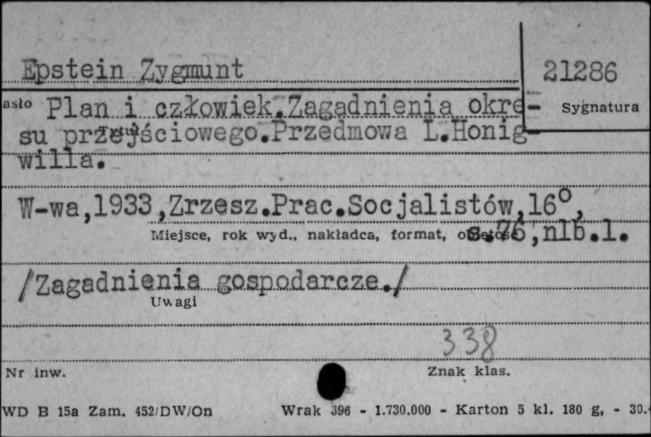 Epstein Zygmunt
21286
asło Plan i człowiek.Zagadnienia okre- Sygnatura
su przejściowego.Przedmowa L.Honig-
willa.
W-wa,1933,Zrzesz.Prac.Socjalistów,16°,
Miejsce, rok wyd., nakładca, format, objętość
s.76,nlb.1.
/Zagadnienia gospodarcze./
Uwagi
338
Nr inw. Znak klas.
WD B 15a Zam. 452/DW/On Wrak 396 - 1.730.000 - Karton 5 kl. 180 g, - 30.